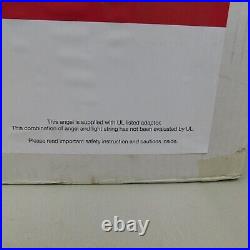 This angel is supplied with UL listed adaptor.
This combination of angel and light string has not been evaluated by UL.
Please read important safety instruction and cautions inside.